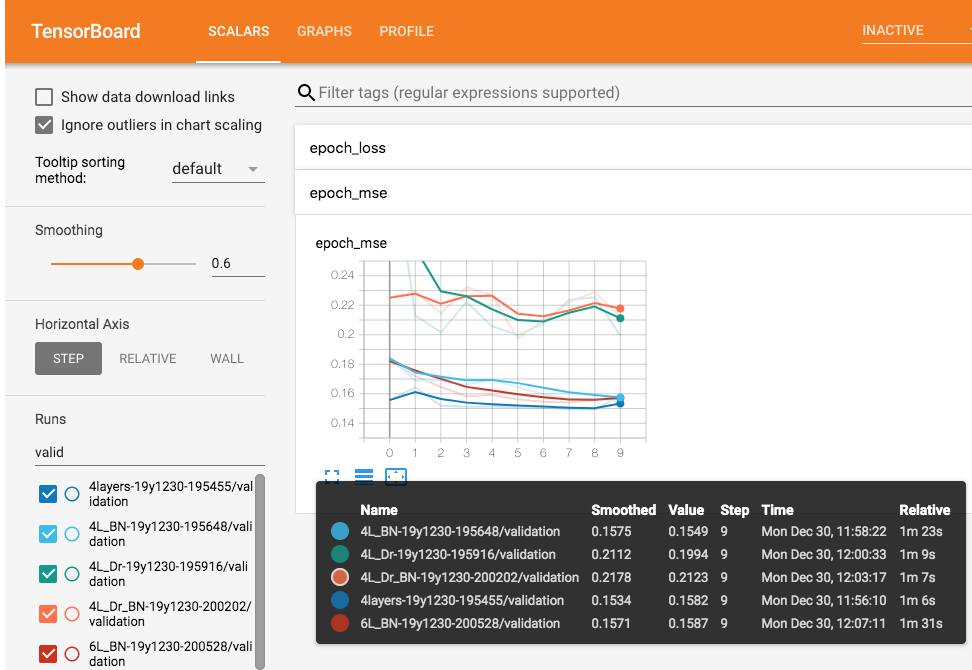 TensorBoard SCALARS GRAPHS PROFILE INACTIVE
Show data download links
Ignore outliers in chart scaling
Tooltip sorting
method:
default
Smoothing
0.6
Horizontal Axis
STEP RELATIVE WALL
Runs
valid
4layers-19y1230-195455/val
idation
4L_BN-19y1230-195648/vali
dation
4L_Dr-19y1230-195916/vali
dation
4L_Dr_BN-19y1230-200202/
validation
6L_BN-19y1230-200528/vali
dation
Filter tags (regular expressions supported)
epoch_loss
epoch_mse
epoch_mse
0.24
0.22
0.2
0.18
0.16
0.14
0 1 2 3 4 5 6 7 8 9
Name Smoothed Value Step Time Relative
4L_BN-19y1230-195648/validation 0.1575 0.1549 9 Mon Dec 30, 11:58:22 1m 23s
4L_Dr-19y1230-195916/validation 0.2112 0.1994 9 Mon Dec 30, 12:00:33 1m 9s
4L_Dr_BN-19y1230-200202/validation 0.2178 0.2123 9 Mon Dec 30, 12:03:17 1m 7s
4layers-19y1230-195455/validation 0.1534 0.1582 9 Mon Dec 30, 11:56:10 1m 6s
6L_BN-19y1230-200528/validation 0.1571 0.1587 9 Mon Dec 30, 12:07:11 1m 31s